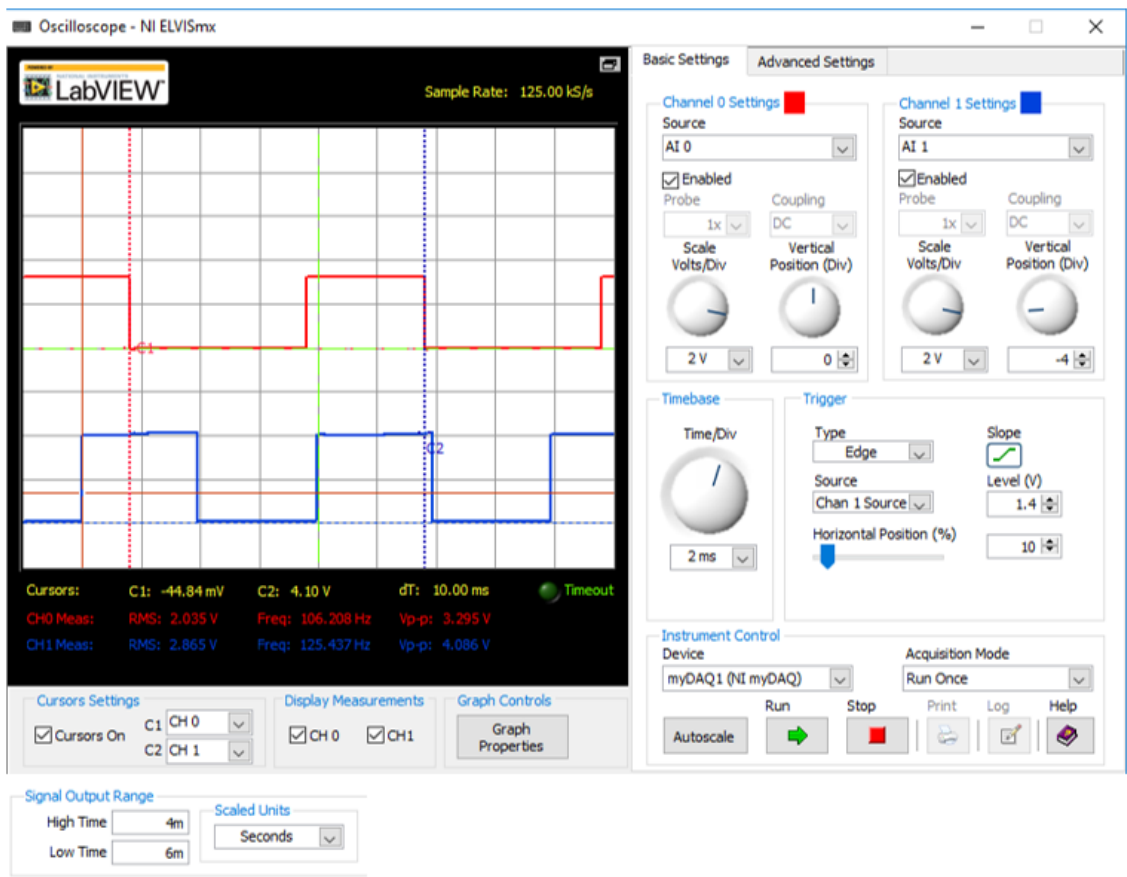 Oscilloscope - NI ELVISmx
POWERED BY
NATIONAL INSTRUMENTS
LabVIEW
Sample Rate: 125.00 kS/s
C1
C2
Cursors: C1: -44.84 mV C2: 4.10 V dT: 10.00 ms Timeout
CH0 Meas: RMS: 2.035 V Freq: 106.208 Hz Vp-p: 3.295 V
CH1 Meas: RMS: 2.865 V Freq: 125.437 Hz Vp-p: 4.086 V
Cursors Settings
Cursors On
C1 CH 0
C2 CH 1
Display Measurements
CH 0 CH1
Graph Controls
Graph
Properties
Basic Settings Advanced Settings
Channel 0 Settings
Source
AI 0
Enabled
Probe Coupling
1x DC
Scale Vertical
Volts/Div Position (Div)
2 V 0
Channel 1 Settings
Source
AI 1
Enabled
Probe Coupling
1x DC
Scale Vertical
Volts/Div Position (Div)
2 V -4
Timebase
Time/Div
2 ms
Trigger
Type Slope
Edge
Source Level (V)
Chan 1 Source 1.4
Horizontal Position (%)
10
Instrument Control
Device Acquisition Mode
myDAQ1 (NI myDAQ) Run Once
Run Stop Print Log Help
Autoscale
Signal Output Range
High Time 4m
Low Time 6m
Scaled Units
Seconds